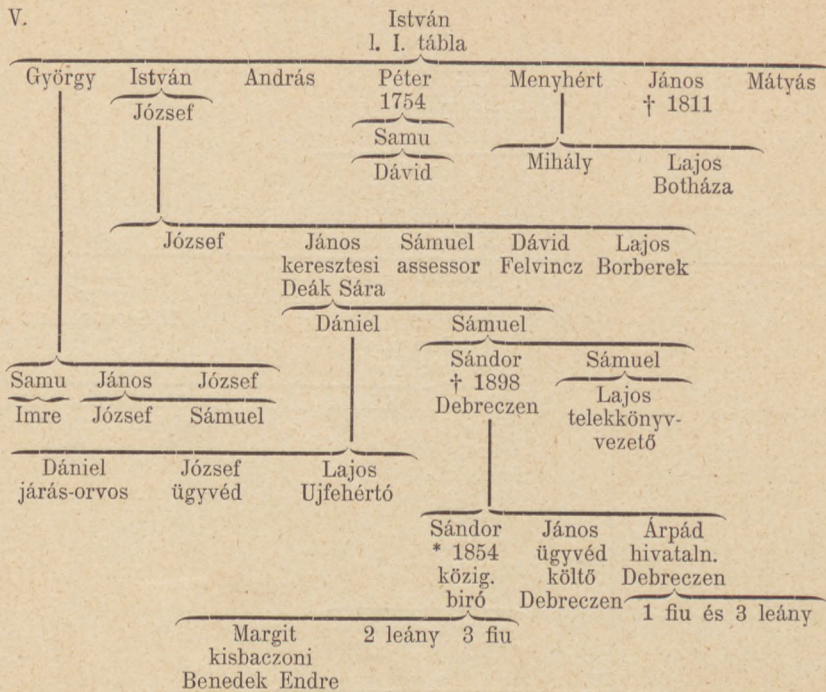 V.
István
l. I. tábla
György István András Péter Menyhért János Mátyás
József 1754 † 1811
Samu
Dávid Mihály Lajos
Botháza
József János Sámuel Dávid Lajos
keresztesi assessor Felvincz Borberek
Deák Sára
Dániel Sámuel
Sándor Sámuel
Samu János József † 1898
Imre József Sámuel Debreczen Lajos
telekkönyv-
vezető
Dániel József Lajos
járás-orvos ügyvéd Ujfehértó
Sándor János Árpád
* 1854 ügyvéd hivataln.
közig. költő Debreczen
biró Debreczen 1 fiu és 3 leány
Margit 2 leány 3 fiu
kisbaczoni
Benedek Endre